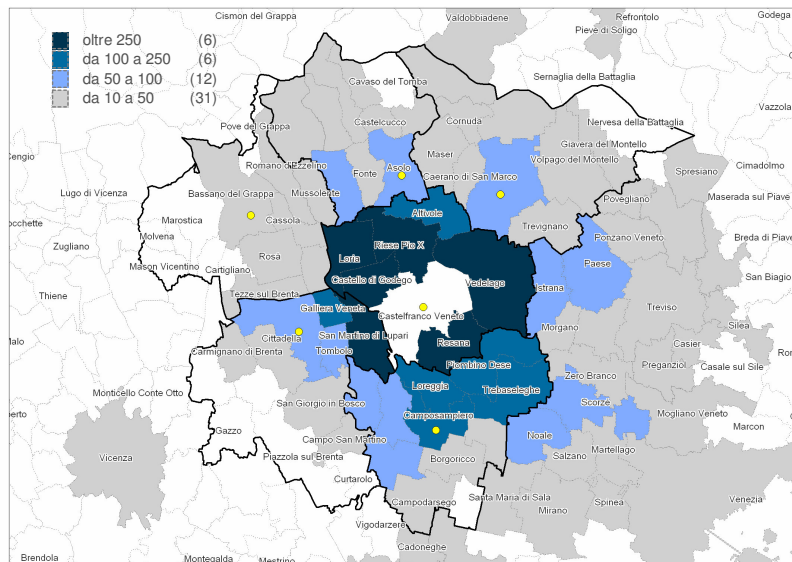 Cismon del Grappa
Godega
Valdobbiadene
Refrontolo
Pieve di Soligo
oltre 250 (6)
da 100 a 250 (6)
da 50 a 100 (12)
da 10 a 50 (31)
Cavaso del Tomba
Sernaglia della Battaglia
Vazzola
Pove del Grappa
Castelcucco
Cornuda
Nervesa della Battaglia
Giavera del Montello
Cengio
Romano d'Ezzelino
Asolo
Maser
Volpago del Montello
Cimadolmo
Fonte
Caerano di San Marco
Spresiano
Lugo di Vicenza
Bassano del Grappa
Mussolente
Povegliano
Maserada sul Piave
Marostica
Cassola
Altivole
Trevignano
Molvena
Riese Pio X
Ponzano Veneto
Breda di Piave
Zugliano
Rosa
Loria
Paese
Mason Vicentino
Cartigliano
Castello di Godego
Vedelago
San Biagio
Thiene
Tezze sul Brenta
Istrana
Galliera Veneta
Castelfranco Veneto
Treviso
Morgano
Silea
Cittadella
San Martino di Lupari
Resana
Casier
Carmignano di Brenta
Tombolo
Piombino Dese
Preganziol
Casale sul Sile
Monticello Conte Otto
Loreggia
Trebaseleghe
Zero Branco
San Giorgio in Bosco
Scorze
Mogliano Veneto
Camposampiero
Gazzo
Campo San Martino
Noale
Marcon
Vicenza
Piazzola sul Brenta
Borgoricco
Salzano
Martellago
Curtarolo
Campodarsego
Santa Maria di Sala
Spinea
Venezia
Mirano
Vigodarzere
Cadoneghe
Brendola
Montegalda
Mestrino